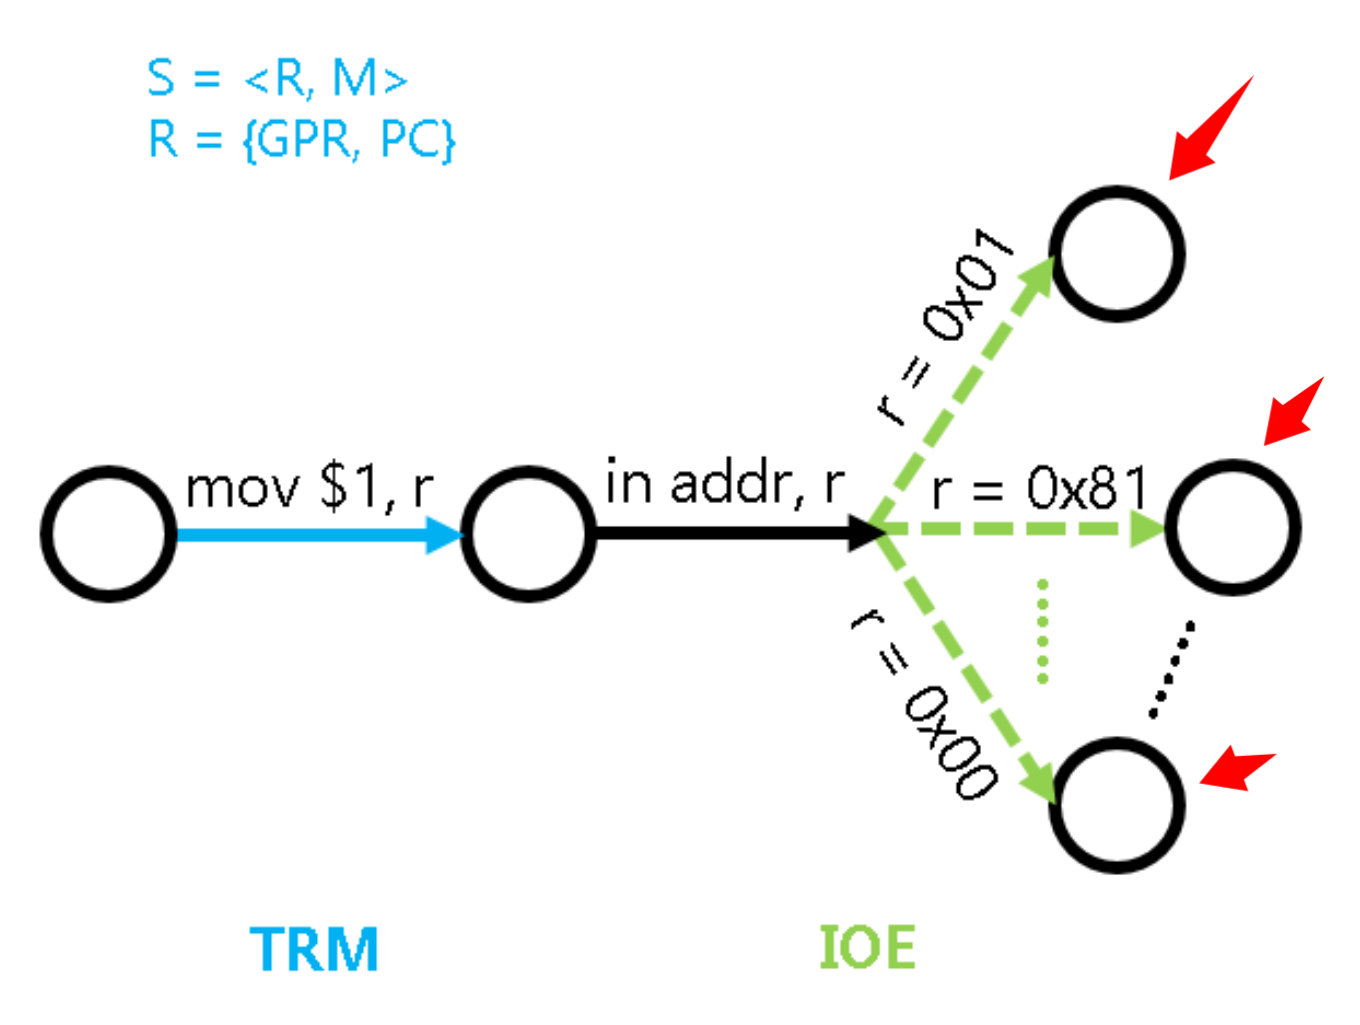 S = <R, M>
R = {GPR, PC}
r = 0x01
mov $1, r
in addr, r
r = 0x81
r = 0x00
TRM
IOE